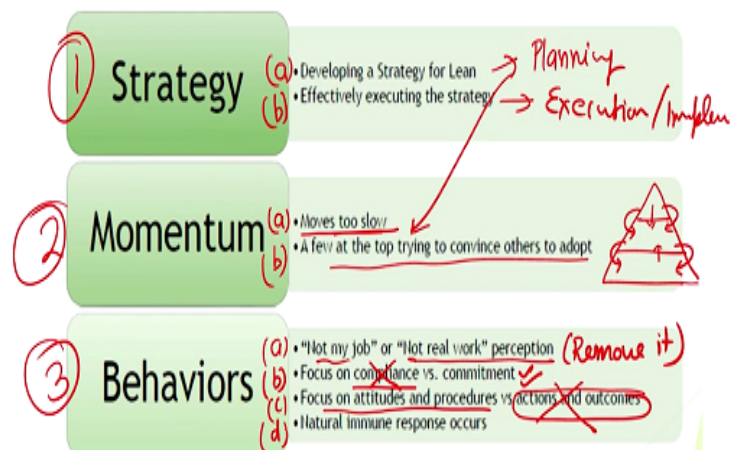 1 Strategy
(a) • Developing a Strategy for Lean → Planning
(b) • Effectively executing the strategy → Execution/Implem
2 Momentum
(a) • Moves too slow
(b) • A few at the top trying to convince others to adopt
3 Behaviors
(a) • "Not my job" or "Not real work" perception (Remove it)
(b) • Focus on compliance vs. commitment ✓
(c) • Focus on attitudes and procedures vs actions and outcomes
(d) • Natural immune response occurs